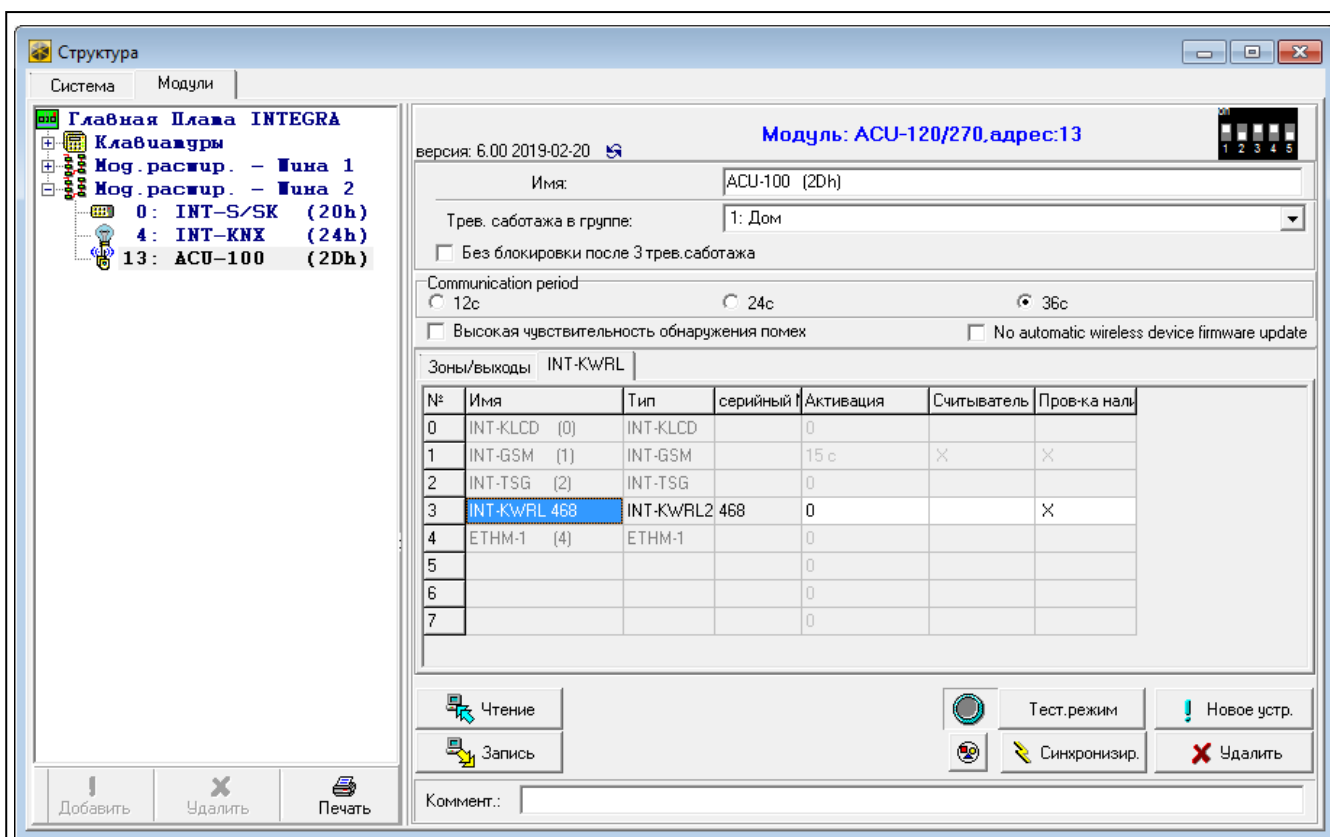 Структура
Система Модули
Главная Плата INTEGRA
Клавиатуры
Мод.расшир. – Шина 1
Мод.расшир. – Шина 2
0: INT-S/SK (20h)
4: INT-KNX (24h)
13: ACU-100 (2Dh)
Добавить Удалить Печать
версия: 6.00 2019-02-20 Модуль: ACU-120/270,адрес:13
1 2 3 4 5
Имя: ACU-100 (2Dh)
Трев. саботажа в группе: 1: Дом
Без блокировки после 3 трев.саботажа
Communication period
12с 24с 36с
Высокая чувствительность обнаружения помех No automatic wireless device firmware update
Зоны/выходы INT-KWRL
№ Имя Тип серийный Активация Считыватель Пров-ка нали
0 INT-KLCD (0) INT-KLCD 0
1 INT-GSM (1) INT-GSM 15 с X X
2 INT-TSG (2) INT-TSG 0
3 INT-KWRL 468 INT-KWRL2 468 0 X
4 ETHM-1 (4) ETHM-1 0
5 0
6 0
7 0
Чтение Тест.режим Новое устр.
Запись Синхронизир. Удалить
Коммент.: